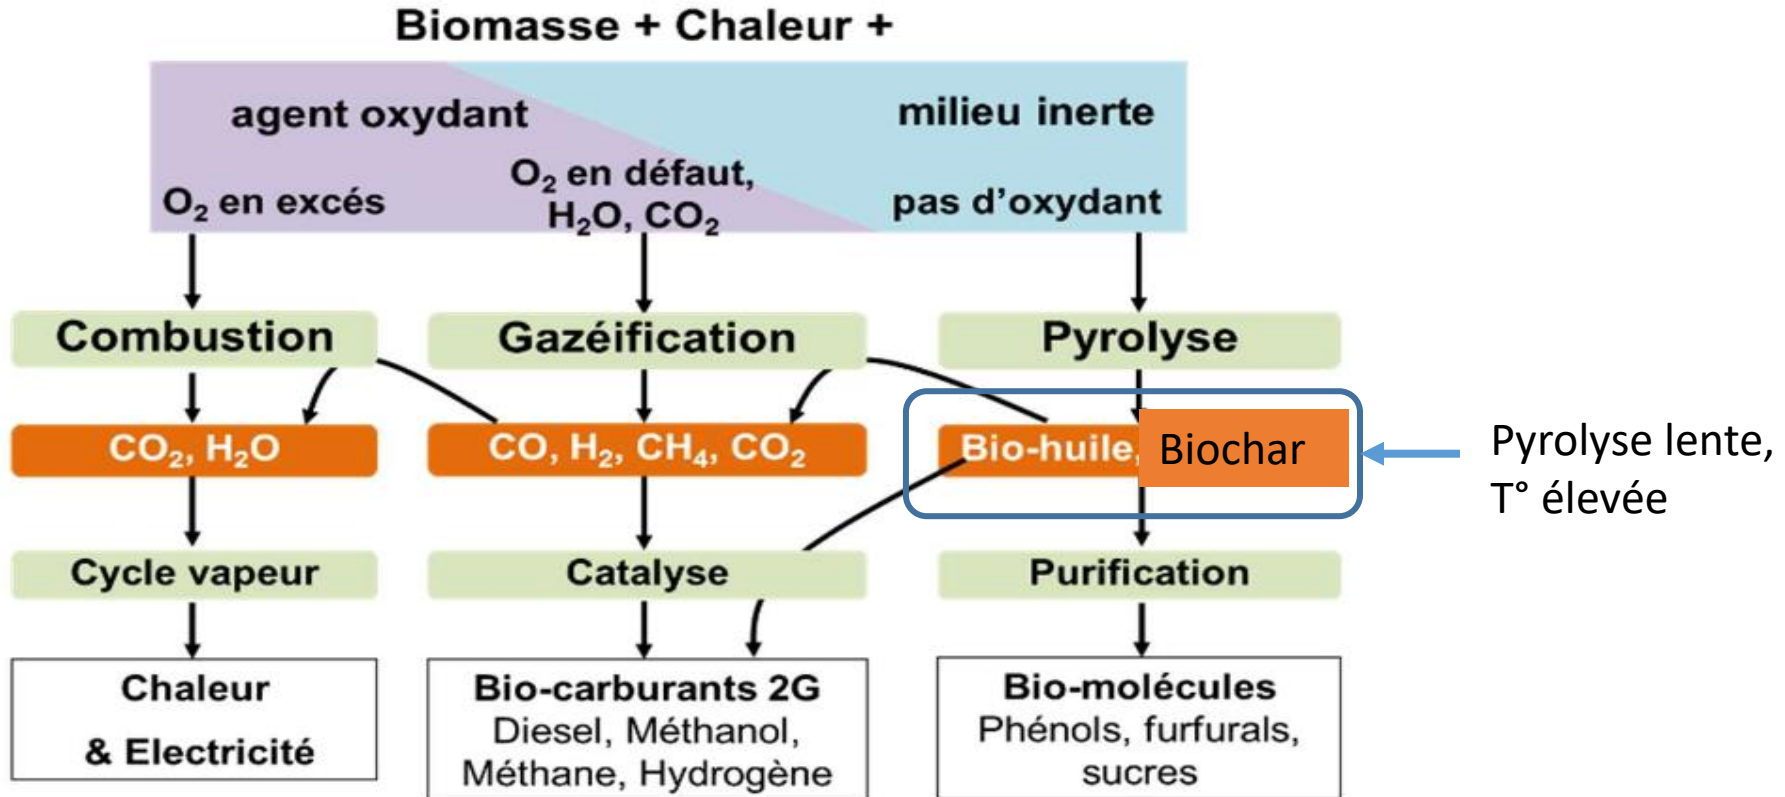 Biomasse + Chaleur +
agent oxydant
milieu inerte
O₂ en excés
O₂ en défaut,
H₂O, CO₂
pas d’oxydant
Combustion
Gazéification
Pyrolyse
CO₂, H₂O
CO, H₂, CH₄, CO₂
Bio-huile,
Biochar
Pyrolyse lente,
T° élevée
Cycle vapeur
Catalyse
Purification
Chaleur
& Electricité
Bio-carburants 2G
Diesel, Méthanol,
Méthane, Hydrogène
Bio-molécules
Phénols, furfurals,
sucres